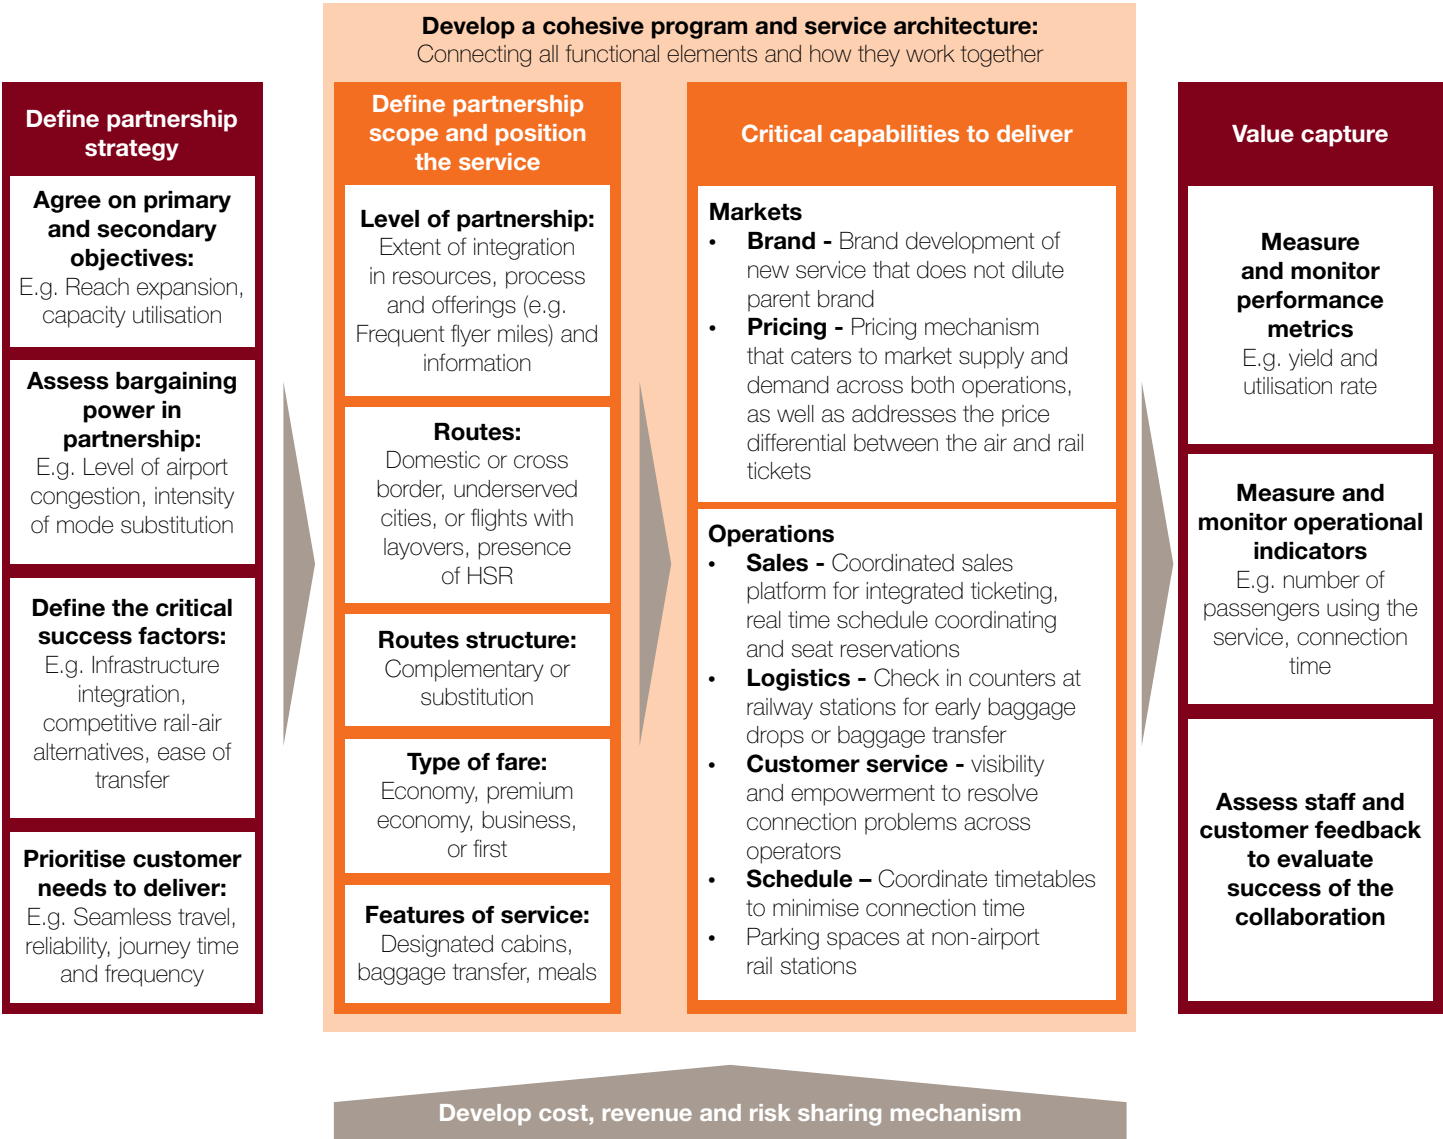 Develop a cohesive program and service architecture:
Connecting all functional elements and how they work together
Define partnership
strategy
Agree on primary
and secondary
objectives:
E.g. Reach expansion,
capacity utilisation
Assess bargaining
power in
partnership:
E.g. Level of airport
congestion, intensity
of mode substitution
Define the critical
success factors:
E.g. Infrastructure
integration,
competitive rail-air
alternatives, ease of
transfer
Prioritise customer
needs to deliver:
E.g. Seamless travel,
reliability, journey time
and frequency
Define partnership
scope and position
the service
Level of partnership:
Extent of integration
in resources, process
and offerings (e.g.
Frequent flyer miles) and
information
Routes:
Domestic or cross
border, underserved
cities, or flights with
layovers, presence
of HSR
Routes structure:
Complementary or
substitution
Type of fare:
Economy, premium
economy, business,
or first
Features of service:
Designated cabins,
baggage transfer, meals
Critical capabilities to deliver
Markets
• Brand - Brand development of
new service that does not dilute
parent brand
• Pricing - Pricing mechanism
that caters to market supply and
demand across both operations,
as well as addresses the price
differential between the air and rail
tickets
Operations
• Sales - Coordinated sales
platform for integrated ticketing,
real time schedule coordinating
and seat reservations
• Logistics - Check in counters at
railway stations for early baggage
drops or baggage transfer
• Customer service - visibility
and empowerment to resolve
connection problems across
operators
• Schedule – Coordinate timetables
to minimise connection time
• Parking spaces at non-airport
rail stations
Value capture
Measure
and monitor
performance
metrics
E.g. yield and
utilisation rate
Measure and
monitor operational
indicators
E.g. number of
passengers using the
service, connection
time
Assess staff and
customer feedback
to evaluate
success of the
collaboration
Develop cost, revenue and risk sharing mechanism